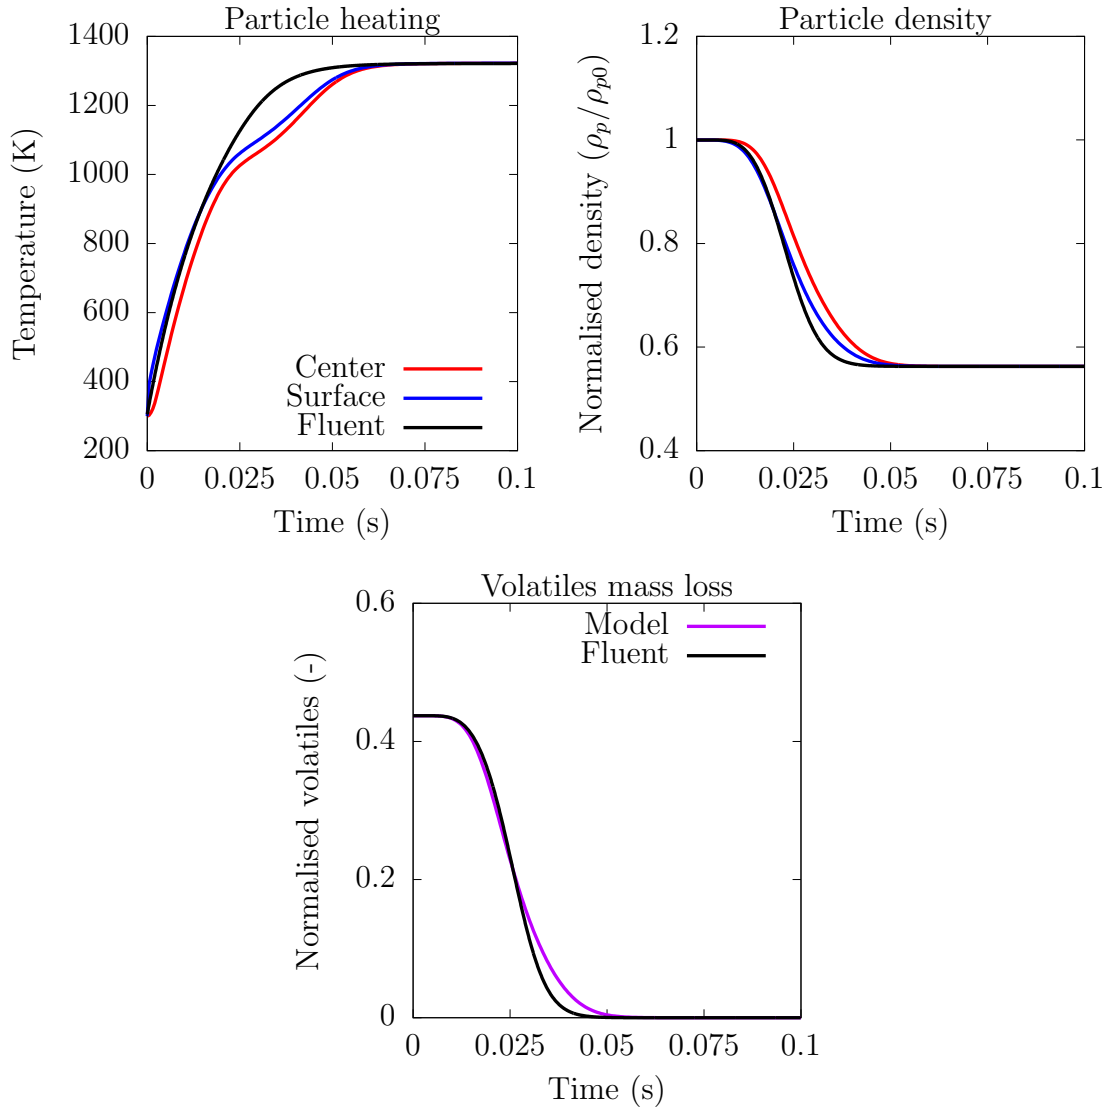 Particle heating
1400
1200
1000
800
600
400
200
Temperature (K)
Center
Surface
Fluent
0 0.025 0.05 0.075 0.1
Time (s)
Particle density
1.2
1
0.8
0.6
0.4
Normalised density (ρp/ρp0)
0 0.025 0.05 0.075 0.1
Time (s)
Volatiles mass loss
0.6
0.4
0.2
0
Normalised volatiles (-)
Model
Fluent
0 0.025 0.05 0.075 0.1
Time (s)